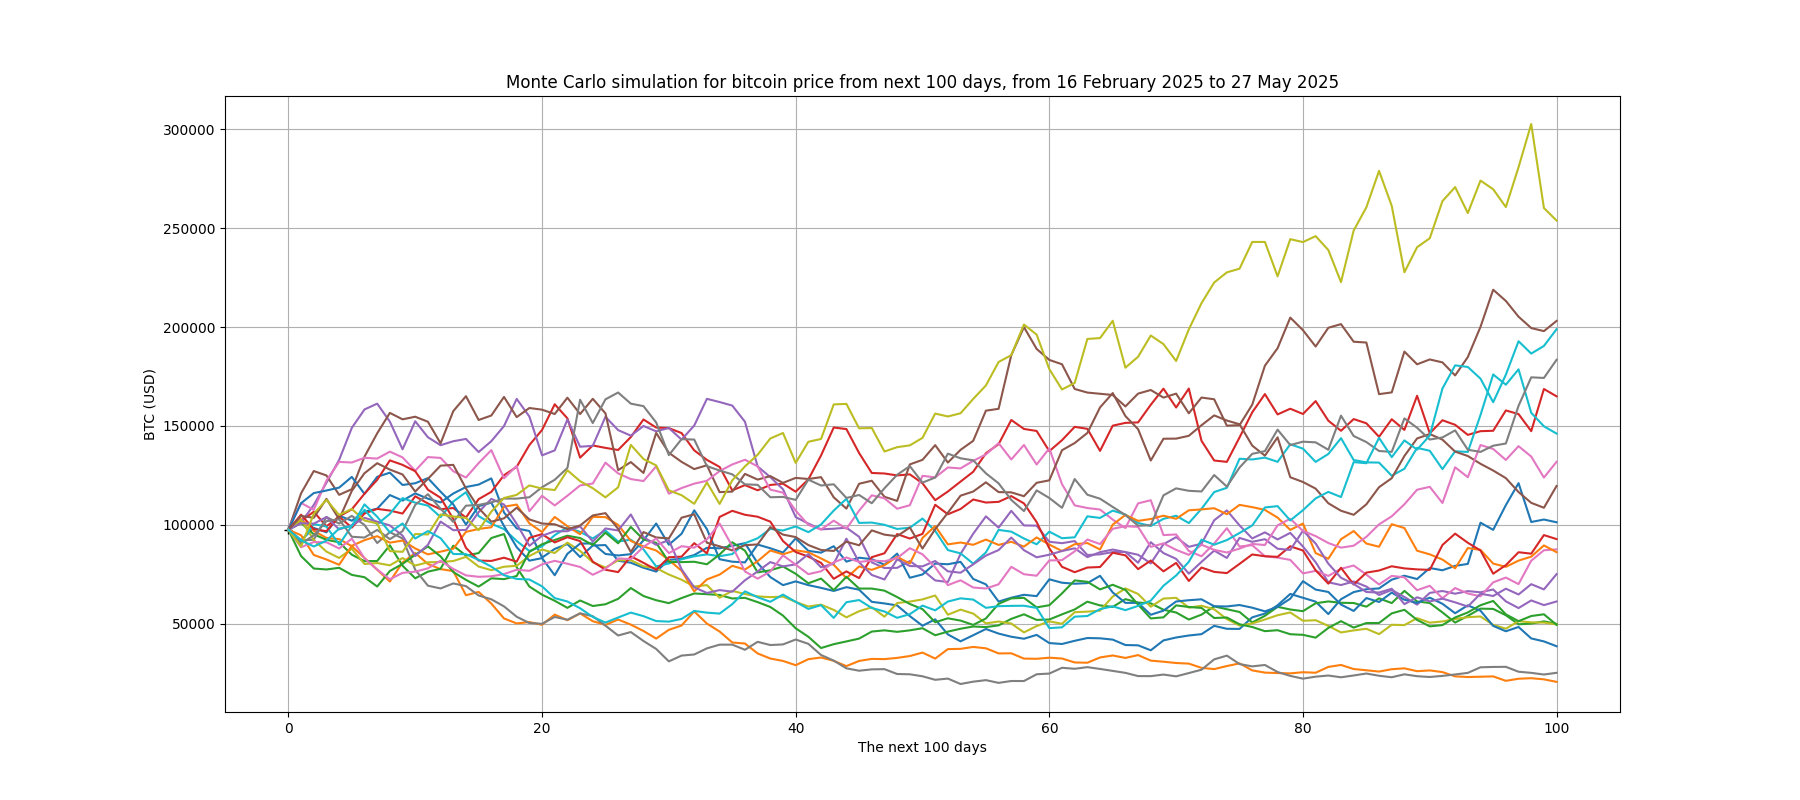 Monte Carlo simulation for bitcoin price from next 100 days, from 16 February 2025 to 27 May 2025
300000
250000
200000
150000
100000
50000
BTC (USD)
0 20 40 60 80 100
The next 100 days